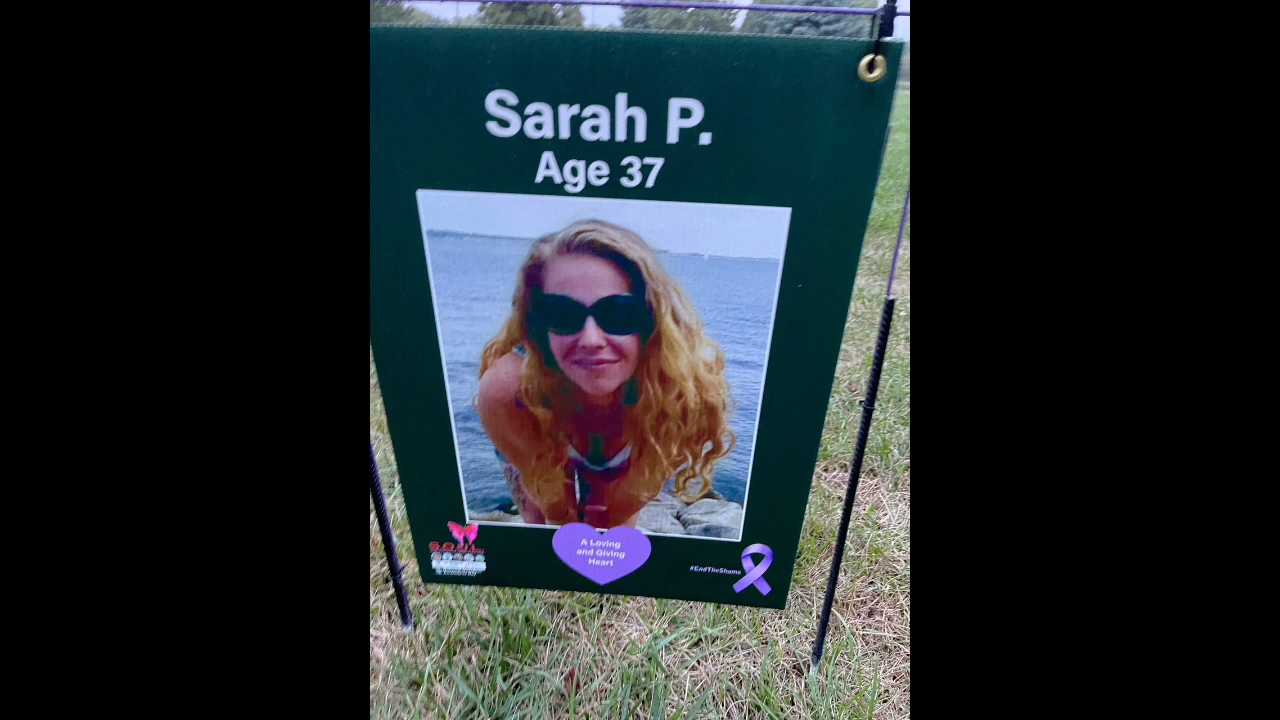 Sarah P.
Age 37
A Loving
and Giving
Heart
#EndTheShame